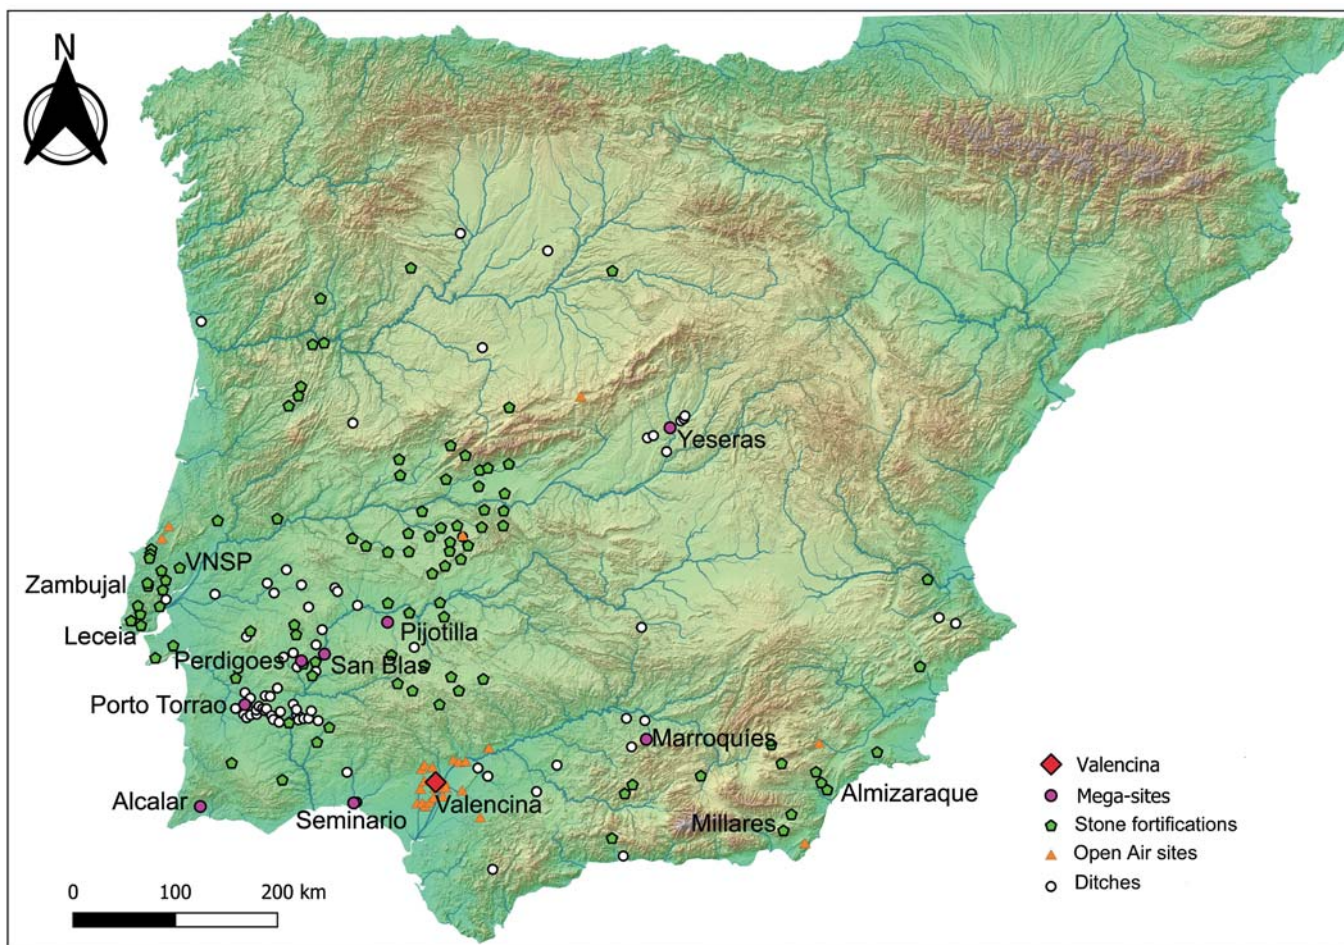 N
Yeseras
VNSP
Zambujal
Leceia
Pijotilla
Perdigoes
San Blas
Porto Torrao
Marroquíes
Alcalar
Seminario
Valencina
Almizaraque
Millares
Valencina
Mega-sites
Stone fortifications
Open Air sites
Ditches
0 100 200 km